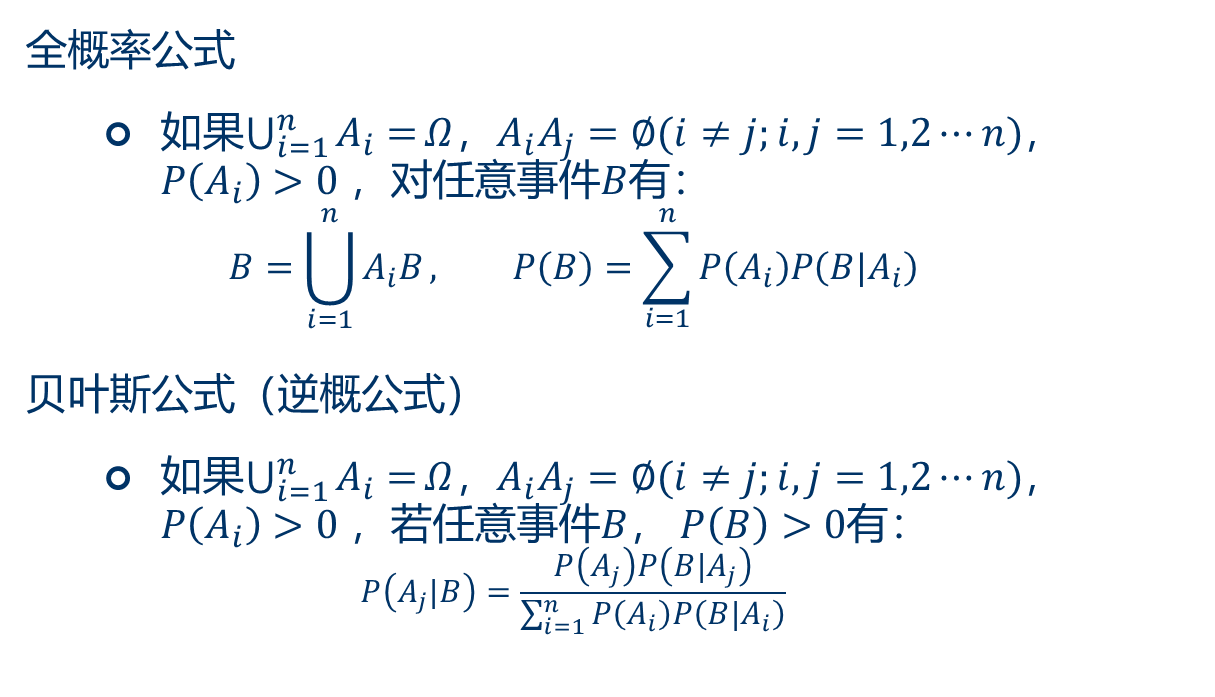 全概率公式
如果⋃ⁿᵢ₌₁ Aᵢ = Ω，AᵢAⱼ = ∅(i ≠ j; i, j = 1,2 ⋯ n)，
P(Aᵢ) > 0 ，对任意事件B有：
B = ⋃ⁿᵢ₌₁ AᵢB ,  P(B) = ∑ⁿᵢ₌₁ P(Aᵢ)P(B|Aᵢ)
贝叶斯公式（逆概公式）
如果⋃ⁿᵢ₌₁ Aᵢ = Ω，AᵢAⱼ = ∅(i ≠ j; i, j = 1,2 ⋯ n)，
P(Aᵢ) > 0 ，若任意事件B， P(B) > 0有：
P(Aⱼ|B) = P(Aⱼ)P(B|Aⱼ) / ∑ⁿᵢ₌₁ P(Aᵢ)P(B|Aᵢ)